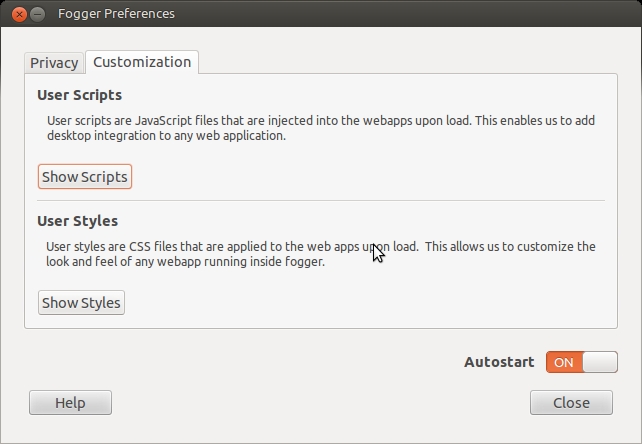 Fogger Preferences
Privacy
Customization
User Scripts
User scripts are JavaScript files that are injected into the webapps upon load. This enables us to add
desktop integration to any web application.
Show Scripts
User Styles
User styles are CSS files that are applied to the web apps upon load.  This allows us to customize the
look and feel of any webapp running inside fogger.
Show Styles
Autostart
ON
Help
Close